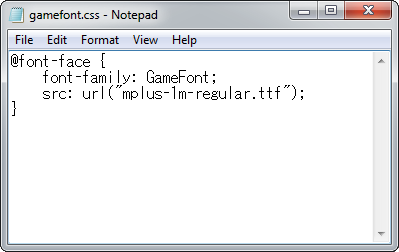 gamefont.css - Notepad
File Edit Format View Help
@font-face {
    font-family: GameFont;
    src: url("mplus-1m-regular.ttf");
}